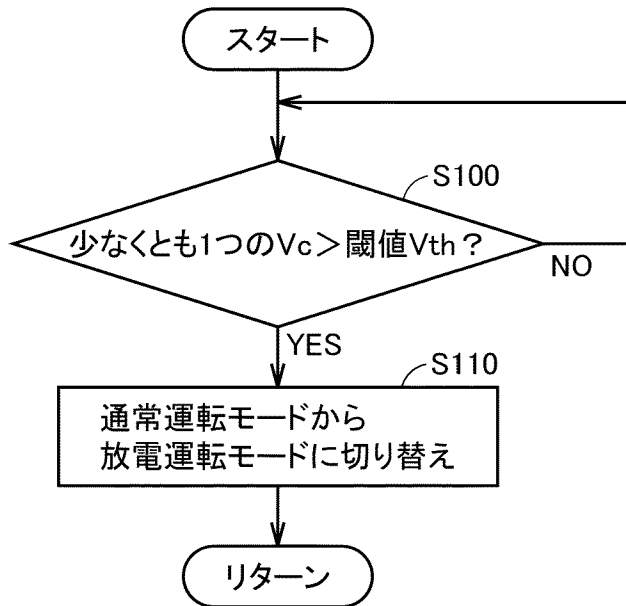 スタート
S100
少なくとも1つのVc＞閾値Vth？
NO
YES
S110
通常運転モードから
放電運転モードに切り替え
リターン